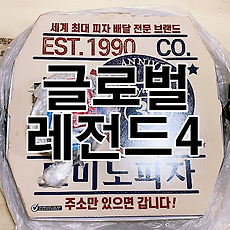 세계 최대 피자 배달 전문 브랜드
EST. 1990 CO.
글로벌
레전드4
도미노피자
주소만 있으면 갑니다!